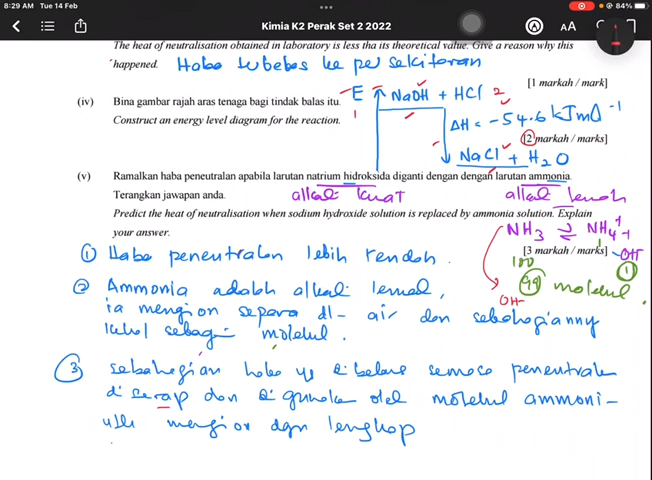 8:29 AM Tue 14 Feb
84%
Kimia K2 Perak Set 2 2022
AA
The heat of neutralisation obtained in laboratory is less tha its theoretical value. Give a reason why this
happened. Haba terbebas ke persekitaran
[1 markah / mark]
(iv) Bina gambar rajah aras tenaga bagi tindak balas itu.
Construct an energy level diagram for the reaction.
E NaOH + HCl 2
1
ΔH = -54.6 kJmol-1
[2 markah / marks]
NaCl + H2O
(v) Ramalkan haba peneutralan apabila larutan natrium hidroksida diganti dengan dengan larutan ammonia.
Terangkan jawapan anda.
alkali kuat alkali lemah
Predict the heat of neutralisation when sodium hydroxide solution is replaced by ammonia solution. Explain
your answer.
NH3 ⇌ NH4+ +
[3 markah / marks] OH-
100 1
99 molekul
OH-
① Haba peneutralan lebih rendah.
② Ammonia adalah alkali lemah,
ia mengion separa di- air dan sebahagiannya
kekal sebagai molekul.
③ sebahagian haba yg dibebas semasa peneutralan
diserap dan digunakan oleh molekul ammoni-
utk mengion dgn lengkap